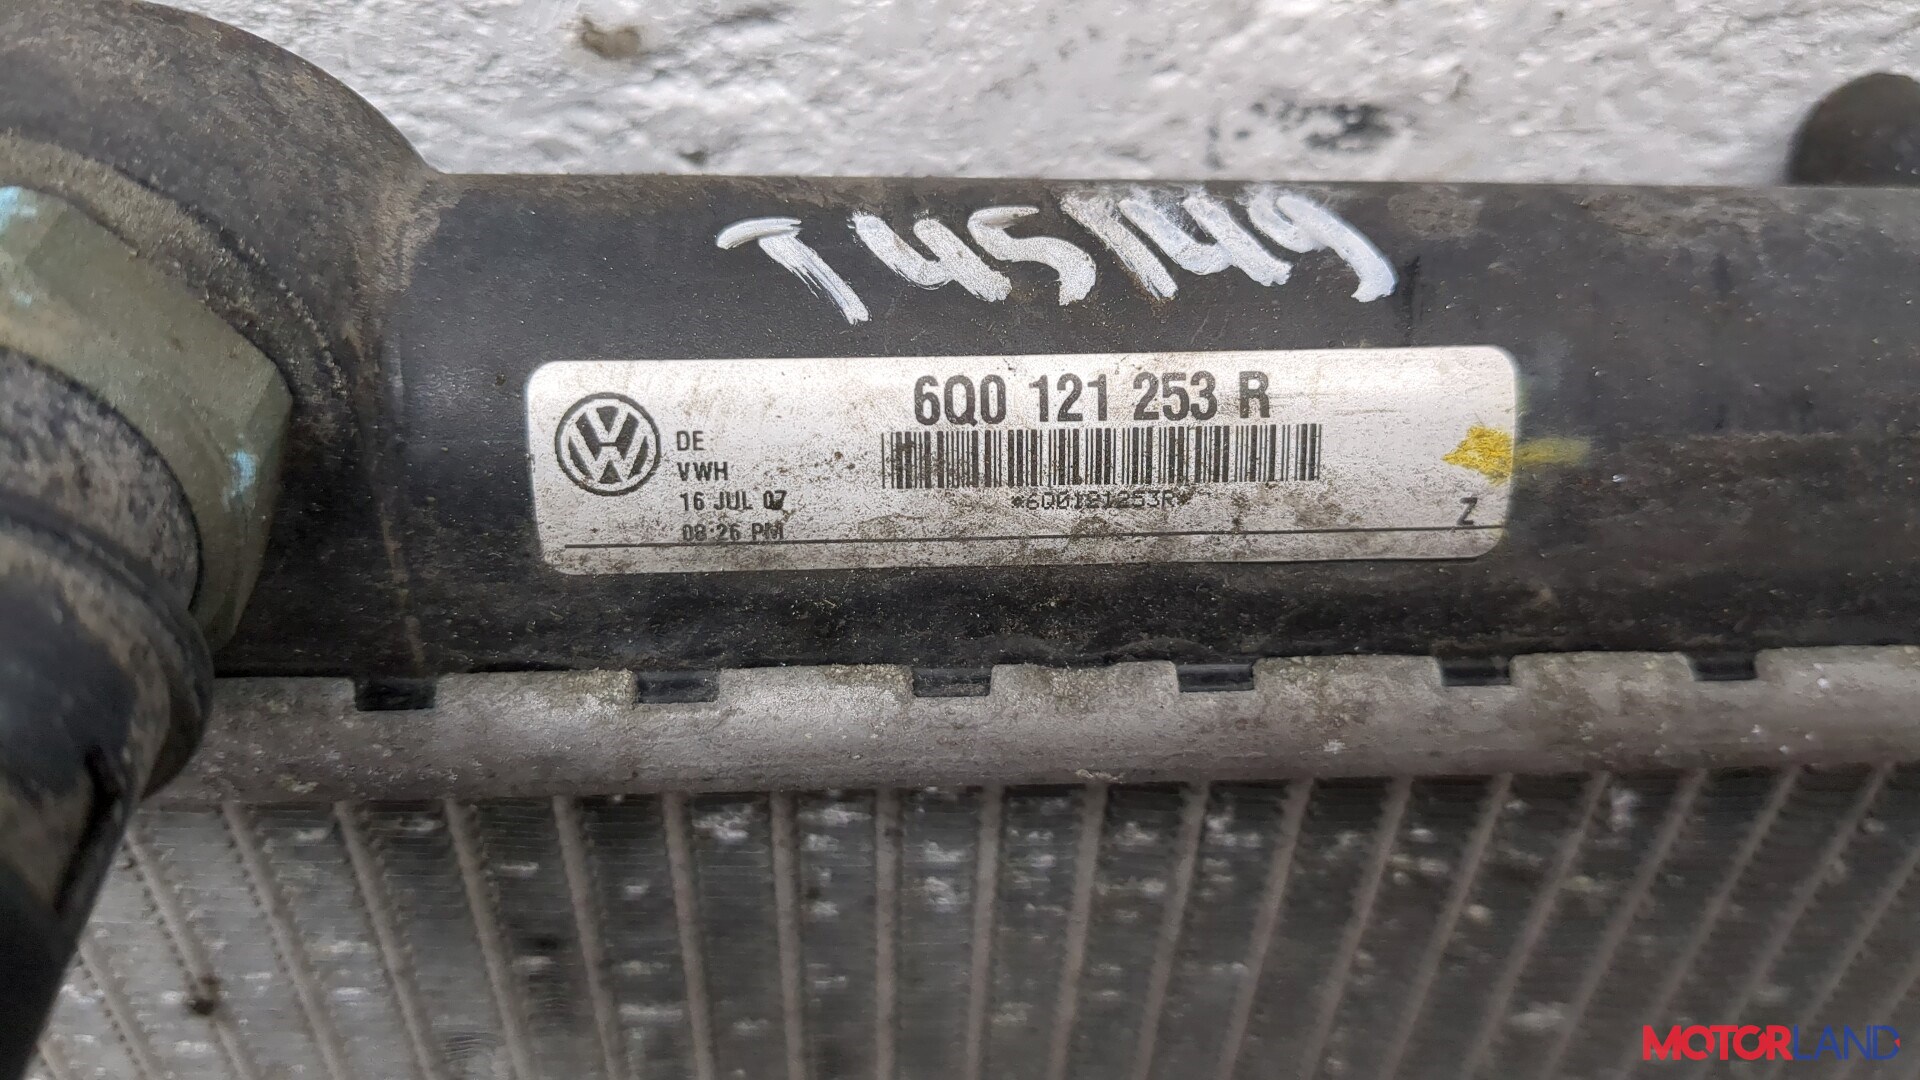 T45149
6Q0 121 253 R
DE
VWH
16 JUL 07
08:26 PM
*6Q0121253R*
Z
MOTORLAND